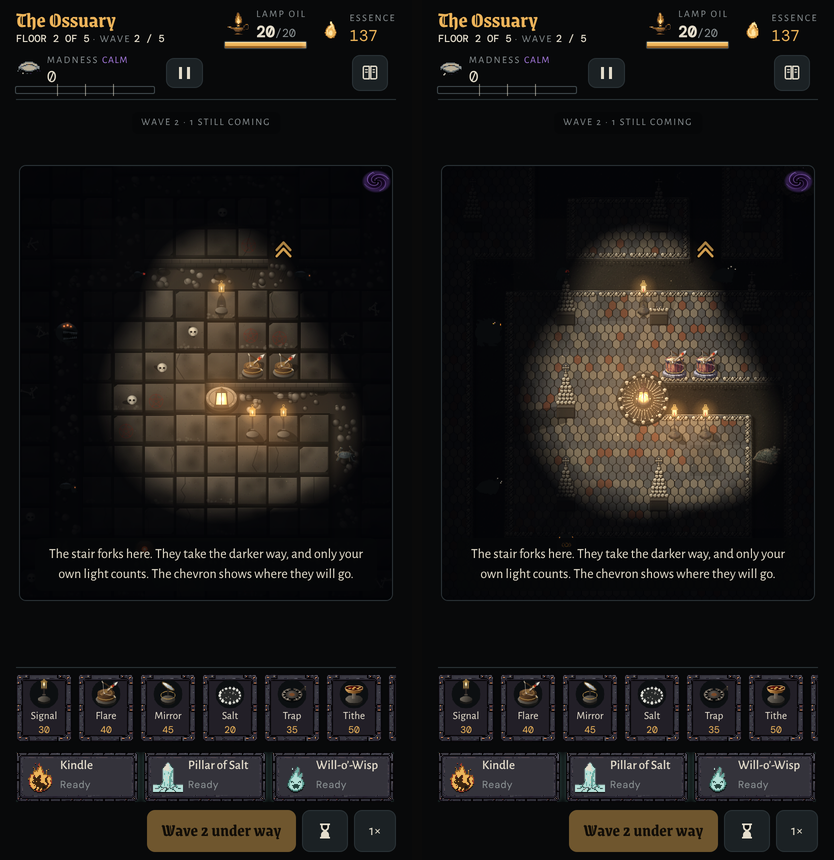 The Ossuary
FLOOR 2 OF 5 · WAVE 2 / 5
LAMP OIL
20/20
ESSENCE
137
MADNESS CALM
0
WAVE 2 · 1 STILL COMING
The stair forks here. They take the darker way, and only your
own light counts. The chevron shows where they will go.
Signal
30
Flare
40
Mirror
45
Salt
20
Trap
35
Tithe
50
Kindle
Ready
Pillar of Salt
Ready
Will-o'-Wisp
Ready
Wave 2 under way
1×
The Ossuary
FLOOR 2 OF 5 · WAVE 2 / 5
LAMP OIL
20/20
ESSENCE
137
MADNESS CALM
0
WAVE 2 · 1 STILL COMING
The stair forks here. They take the darker way, and only your
own light counts. The chevron shows where they will go.
Signal
30
Flare
40
Mirror
45
Salt
20
Trap
35
Tithe
50
Kindle
Ready
Pillar of Salt
Ready
Will-o'-Wisp
Ready
Wave 2 under way
1×